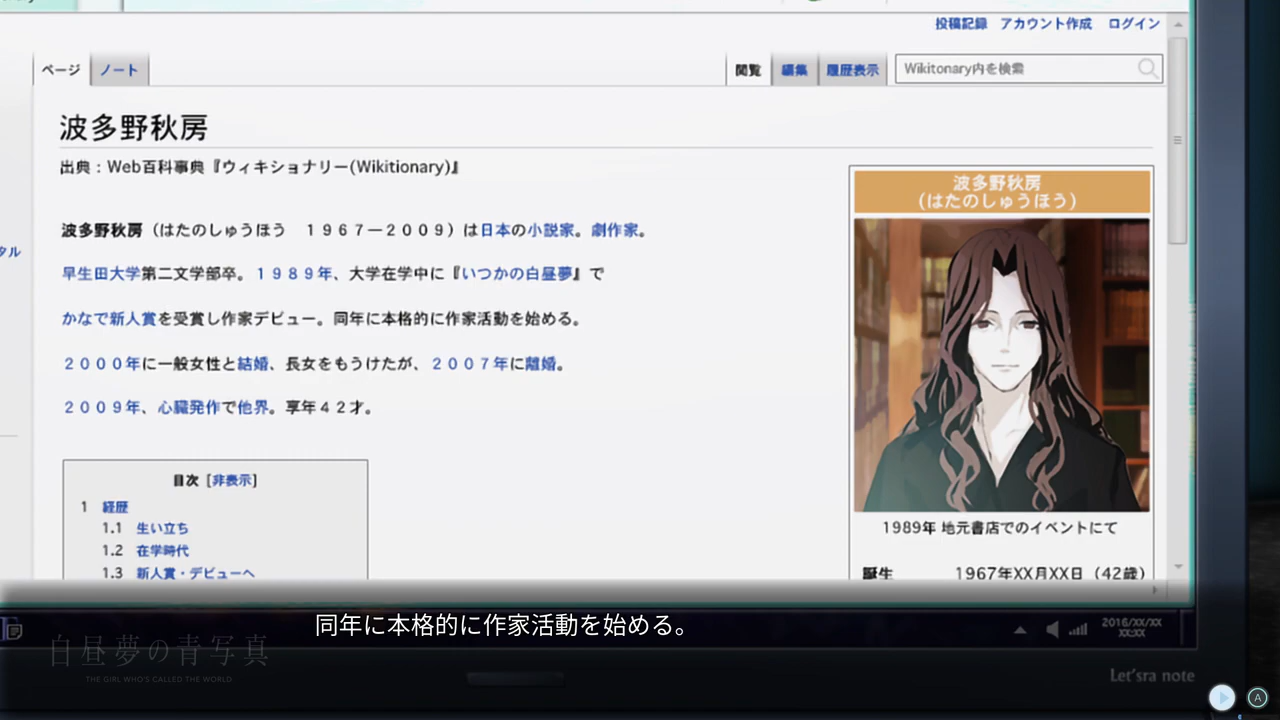 投稿記録 アカウント作成 ログイン
ページ ノート
閲覧 編集 履歴表示 Wikitonary内を検索
波多野秋房
出典：Web百科事典『ウィキショナリー(Wikitionary)』
波多野秋房（はたのしゅうほう　１９６７―２００９）は日本の小説家。劇作家。
タル
早生田大学第二文学部卒。１９８９年、大学在学中に『いつかの白昼夢』で
かなで新人賞を受賞し作家デビュー。同年に本格的に作家活動を始める。
２０００年に一般女性と結婚、長女をもうけたが、２００７年に離婚。
２００９年、心臓発作で他界。享年４２才。
目次 [非表示]
1 経歴
1.1 生い立ち
1.2 在学時代
1.3 新人賞・デビューへ
波多野秋房
（はたのしゅうほう）
1989年 地元書店でのイベントにて
誕生 1967年XX月XX日（42歳）
同年に本格的に作家活動を始める。
白昼夢の青写真
THE GIRL WHO'S CALLED THE WORLD.
2016/XX/XX
XX:XX
Let'sra note
A